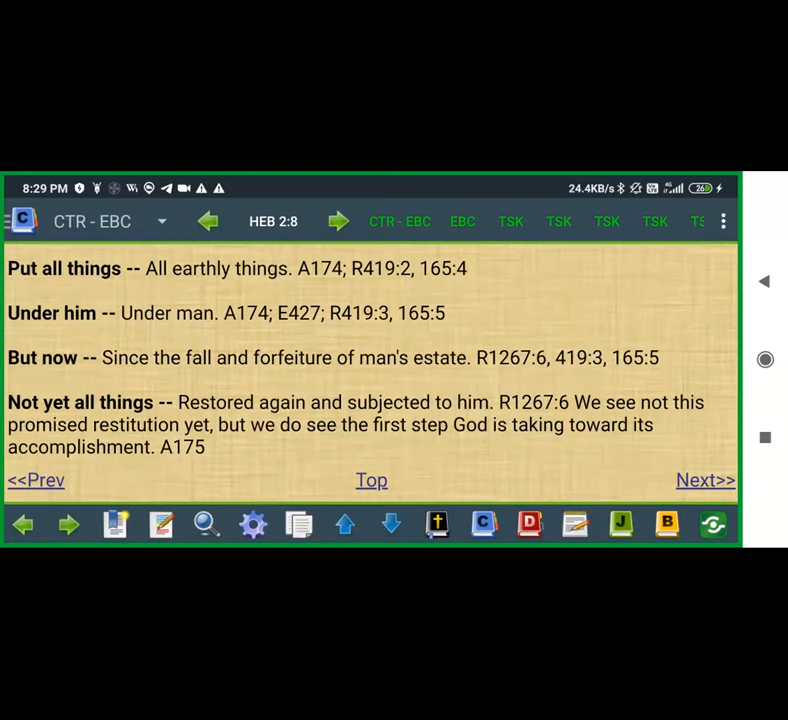 8:29 PM
24.4KB/s 26
CTR - EBC HEB 2:8 CTR - EBC EBC TSK TSK TSK TSK TS
Put all things -- All earthly things. A174; R419:2, 165:4
Under him -- Under man. A174; E427; R419:3, 165:5
But now -- Since the fall and forfeiture of man's estate. R1267:6, 419:3, 165:5
Not yet all things -- Restored again and subjected to him. R1267:6 We see not this
promised restitution yet, but we do see the first step God is taking toward its
accomplishment. A175
<<Prev Top Next>>
C D J B